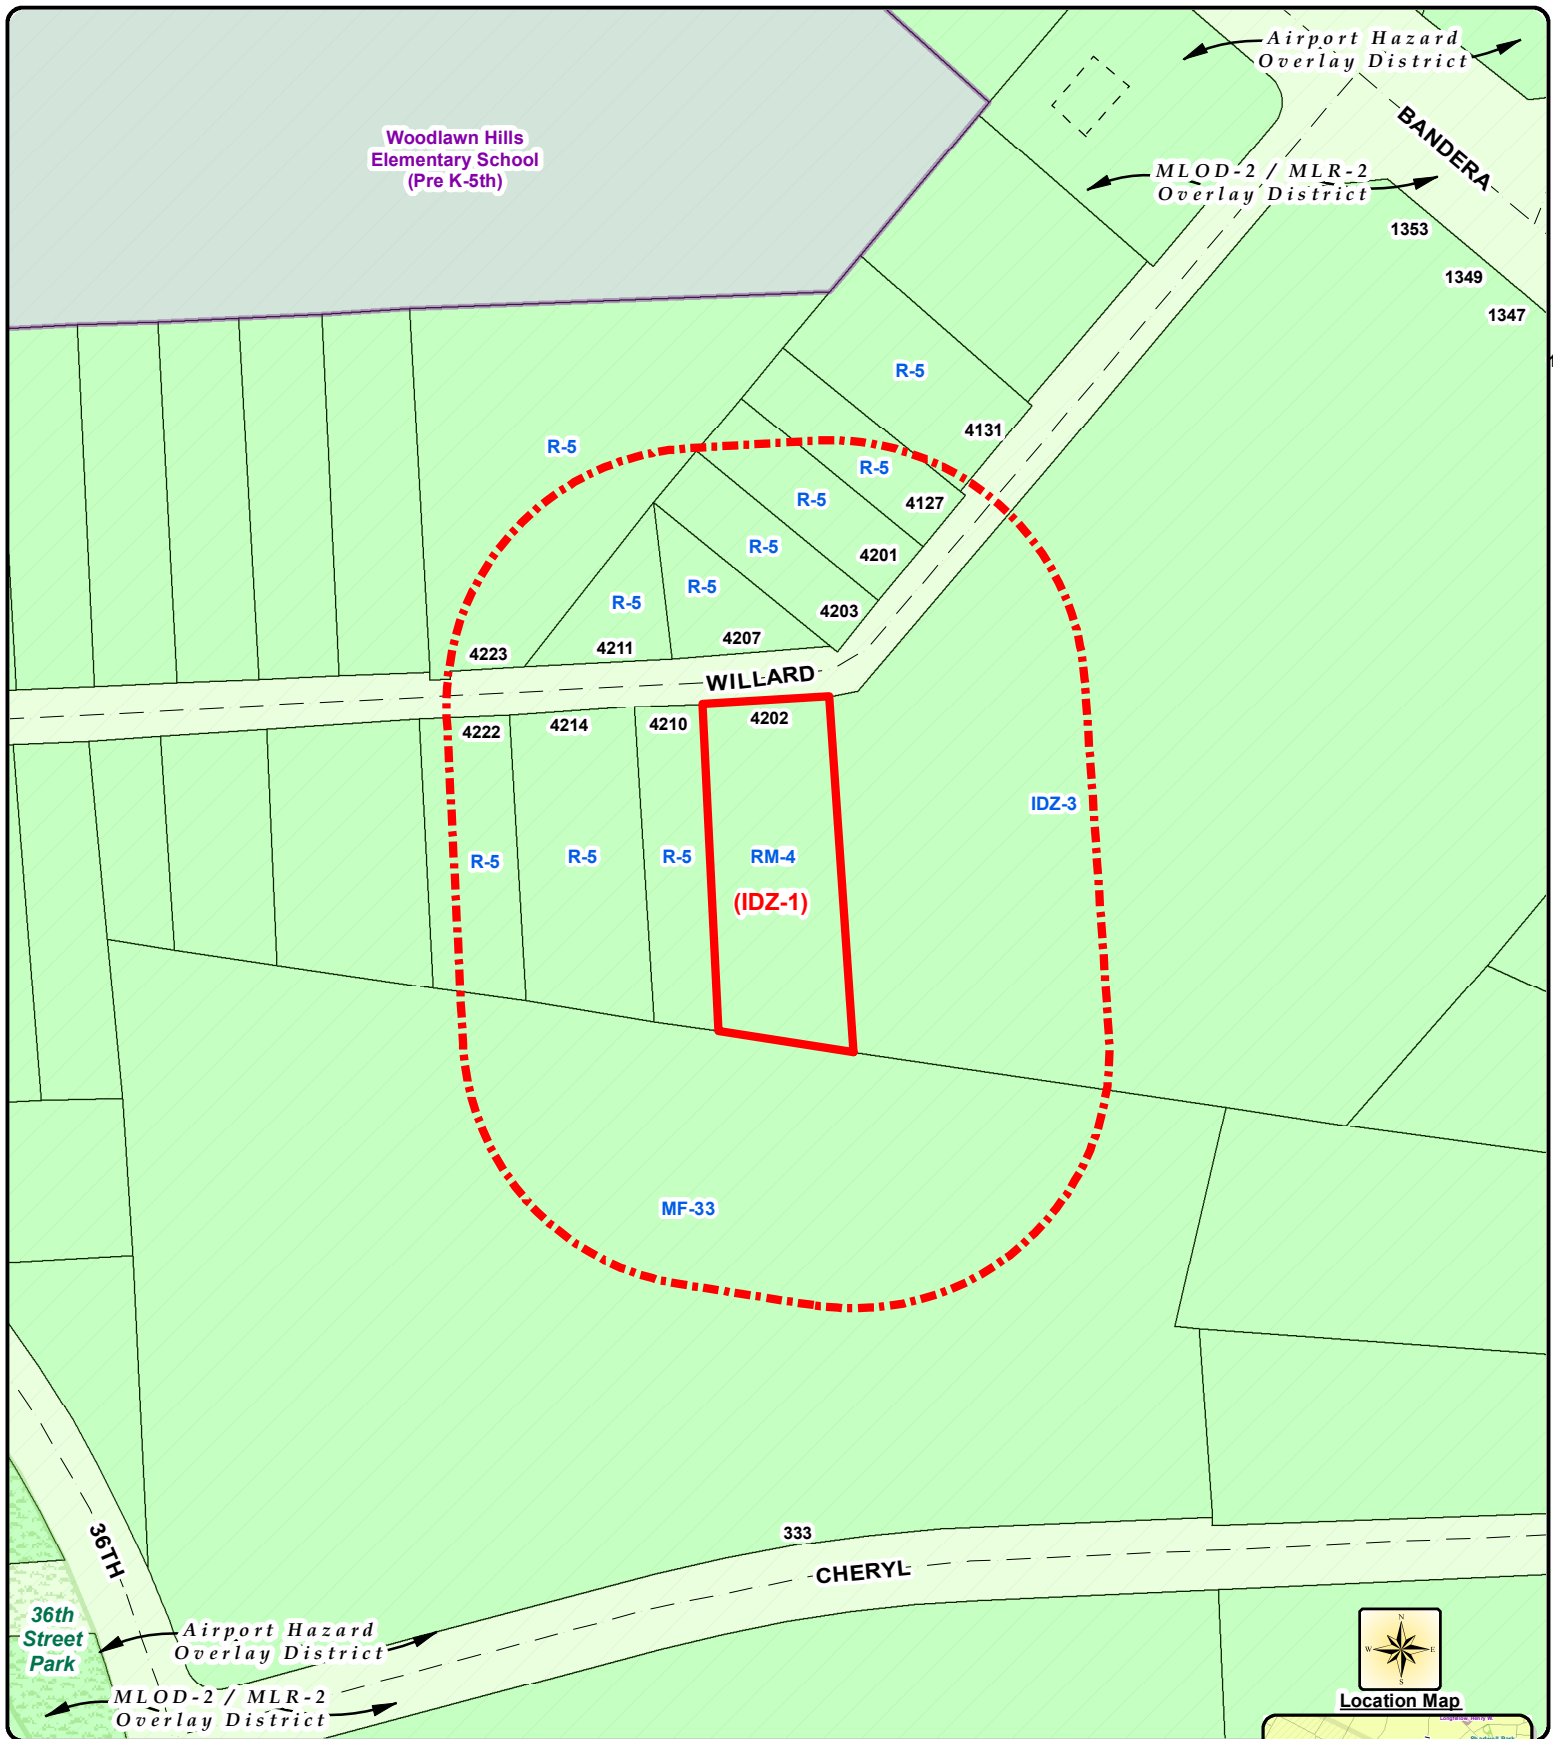 Airport Hazard
Overlay District
BANDERA
Woodlawn Hills
Elementary School
(Pre K-5th)
MLOD-2 / MLR-2
Overlay District
1353
1349
1347
R-5
4131
R-5
R-5
4127
R-5
4201
R-5
R-5
4203
R-5
4207
4211
4223
WILLARD
4222
4214
4210
4202
IDZ-3
R-5
R-5
R-5
RM-4
(IDZ-1)
MF-33
333
CHERYL
36TH
36th
Street
Park
Airport Hazard
Overlay District
MLOD-2 / MLR-2
Overlay District
N
W
E
S
Location Map
Longfellow, Henry W.